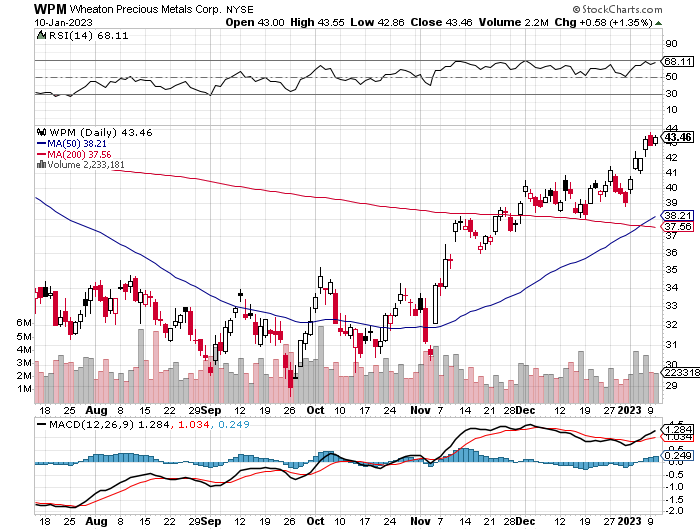 WPM Wheaton Precious Metals Corp. NYSE © StockCharts.com
10-Jan-2023 Open 43.00 High 43.55 Low 42.86 Close 43.46 Volume 2.2M Chg +0.58 (+1.35%)
RSI(14) 68.11
90
68.11
50
30
10
WPM (Daily) 43.46
MA(50) 38.21
MA(200) 37.56
Volume 2,233,181
44
43.46
43
42
41
40
39
38.21
37.56
37
36
35
34
33
32
31
30
29
6M
5M
4M
3M
2M
1M
2233181
18 25 Aug 8 15 22 29 Sep 12 19 26 Oct 10 17 24 Nov 7 14 21 28 Dec 12 19 27 2023 9
MACD(12,26,9) 1.284, 1.034, 0.249
1.284
1.034
0.5
0.249
0.0
-0.5
-1.0
-1.5
-2.0
18 25 Aug 8 15 22 29 Sep 12 19 26 Oct 10 17 24 Nov 7 14 21 28 Dec 12 19 27 2023 9